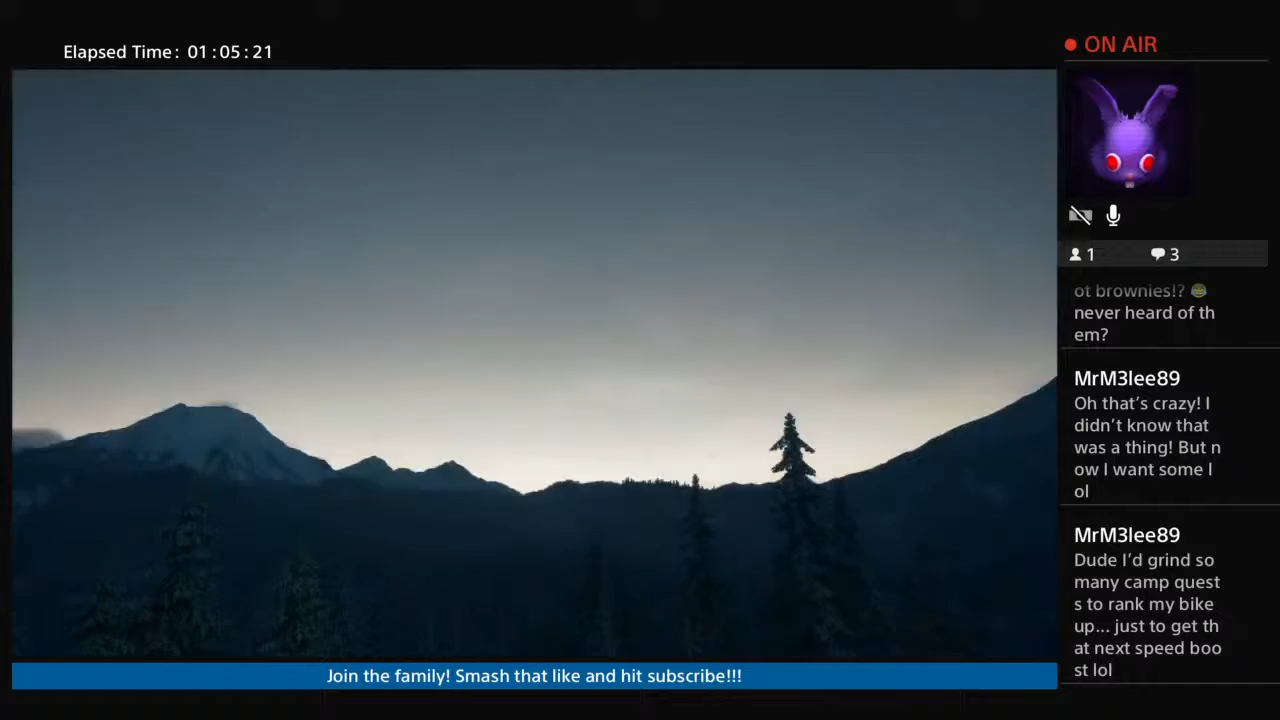 Elapsed Time: 01:05:21
ON AIR
1
3
ot brownies!? 😂
never heard of th
em?
MrM3lee89
Oh that's crazy! I
didn't know that
was a thing! But n
ow I want some l
ol
MrM3lee89
Dude I'd grind so
many camp quest
s to rank my bike
up... just to get th
at next speed boo
st lol
Join the family! Smash that like and hit subscribe!!!